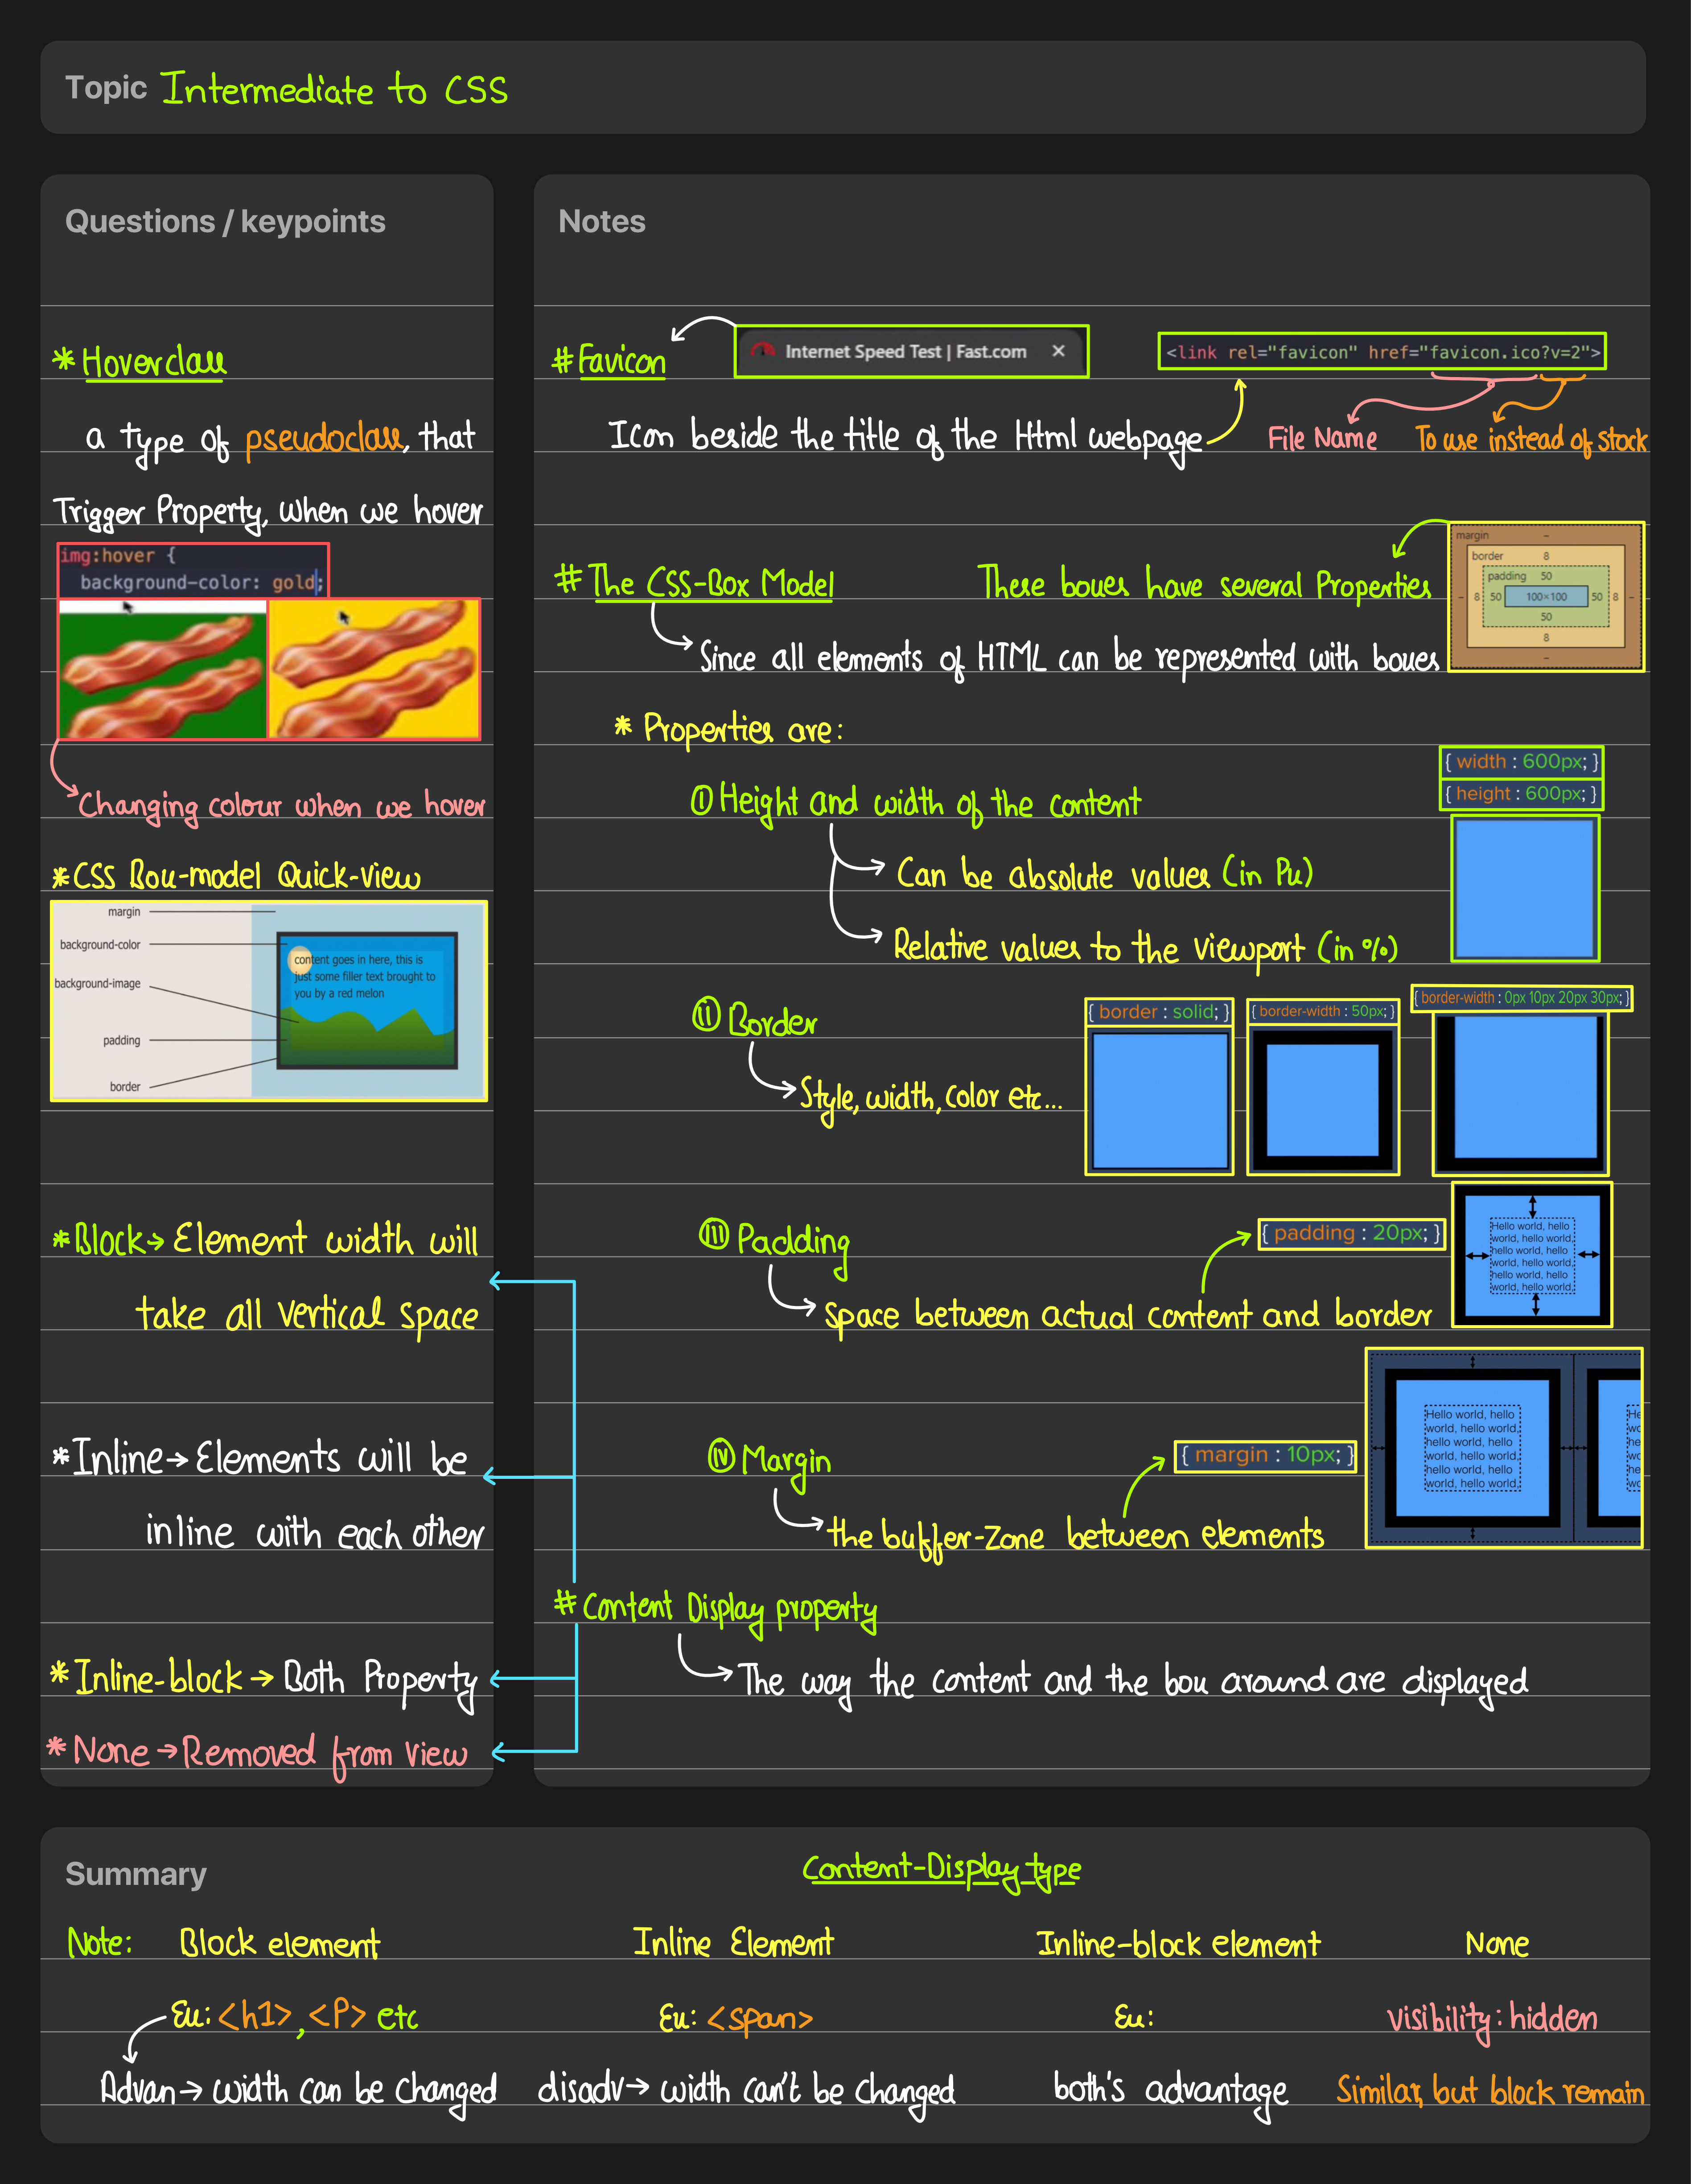 Topic Intermediate to CSS
Questions / keypoints
* Hoverclass
a type of pseudoclass, that
Trigger Property, when we hover
img:hover {
background-color: gold;
Changing colour when we hover
* CSS Box-model Quick-view
margin
background-color
background-image
padding
border
content goes in here, this is
just some filler text brought to
you by a red melon
* Block → Element width will
take all vertical space
* Inline → Elements will be
inline with each other
* Inline-block → Both Property
* None → Removed from view
Notes
# Favicon
Internet Speed Test | Fast.com ×
<link rel="favicon" href="favicon.ico?v=2">
Icon beside the title of the Html webpage
File Name
To use instead of stock
# The CSS-Box Model
These boxes have several Properties
margin -
border 8
padding 50
- 8 50 100×100 50 8 -
50
8
-
Since all elements of HTML can be represented with boxes
* Properties are:
{ width : 600px; }
{ height : 600px; }
(i) Height and width of the content
Can be absolute values (in Px)
Relative values to the viewport (in %)
(ii) Border
{ border : solid; }
{ border-width : 50px; }
{ border-width : 0px 10px 20px 30px; }
Style, width, color etc...
(iii) Padding
{ padding : 20px; }
Hello world, hello
world, hello world,
hello world, hello
world, hello world,
hello world, hello
world, hello world,
Space between actual content and border
(iv) Margin
{ margin : 10px; }
Hello world, hello
world, hello world,
hello world, hello
world, hello world,
hello world, hello
world, hello world,
the buffer-zone between elements
# Content Display property
The way the content and the box around are displayed
Summary
Content-Display type
Note: Block element Inline Element Inline-block element None
Ex: <h1>, <P> etc Ex: <span> Ex: visibility: hidden
Advan → width can be changed disadv → width can't be changed both's advantage Similar, but block remain